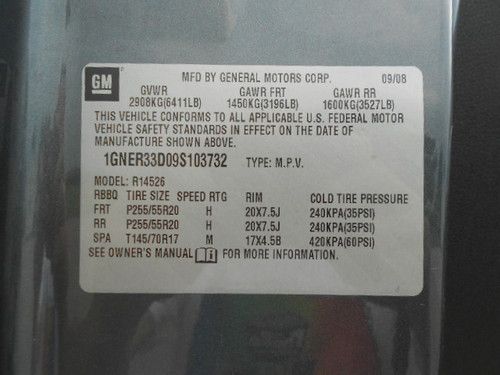 GM
MFD BY GENERAL MOTORS CORP. 09/08
GVWR GAWR FRT GAWR RR
2908KG(6411LB) 1450KG(3196LB) 1600KG(3527LB)
THIS VEHICLE CONFORMS TO ALL APPLICABLE U.S. FEDERAL MOTOR
VEHICLE SAFETY STANDARDS IN EFFECT ON THE DATE OF
MANUFACTURE SHOWN ABOVE.
1GNER33D09S103732 TYPE: M.P.V.
MODEL: R14526
RBBQ TIRE SIZE SPEED RTG RIM COLD TIRE PRESSURE
FRT P255/55R20 H 20X7.5J 240KPA(35PSI)
RR P255/55R20 H 20X7.5J 240KPA(35PSI)
SPA T145/70R17 M 17X4.5B 420KPA(60PSI)
SEE OWNER'S MANUAL FOR MORE INFORMATION.